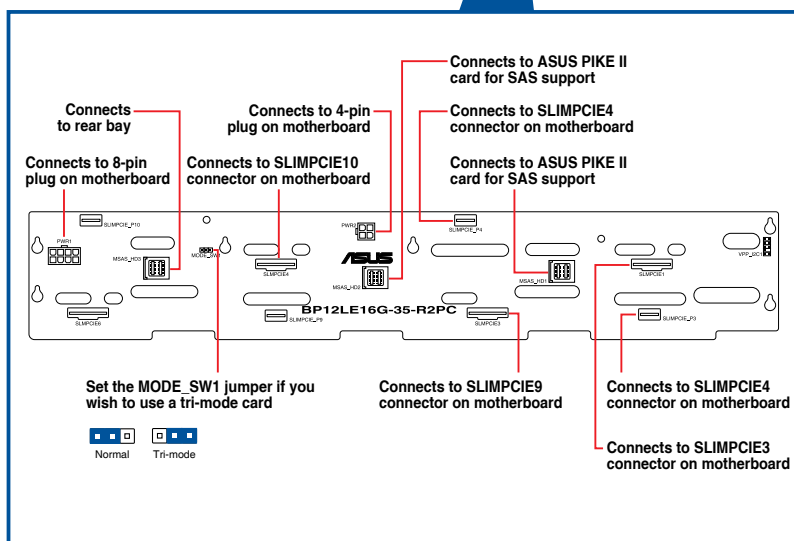 Connects to ASUS PIKE II
card for SAS support
Connects
to rear bay
Connects to 4-pin
plug on motherboard
Connects to SLIMPCIE4
connector on motherboard
Connects to 8-pin
plug on motherboard
Connects to SLIMPCIE10
connector on motherboard
Connects to ASUS PIKE II
card for SAS support
SLIMPCIE_P10
PWR1
MSAS_HD3
MODE_SW1
SLMPCIE4
PWR2
ASUS
MSAS_HD2
SLIMPCIE_P4
MSAS_HD1
SLMPCIE1
VPP_I2C1
SLMPCIE6
SLIMPCIE_P9
BP12LE16G-35-R2PC
SLMPCIE3
SLIMPCIE_P3
Set the MODE_SW1 jumper if you
wish to use a tri-mode card
Normal
Tri-mode
Connects to SLIMPCIE9
connector on motherboard
Connects to SLIMPCIE4
connector on motherboard
Connects to SLIMPCIE3
connector on motherboard